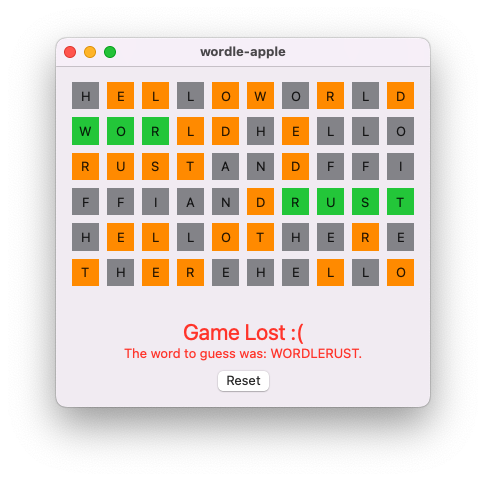 wordle-apple
H E L L O W O R L D
W O R L D H E L L O
R U S T A N D F F I
F F I A N D R U S T
H E L L O T H E R E
T H E R E H E L L O
Game Lost :(
The word to guess was: WORDLERUST.
Reset